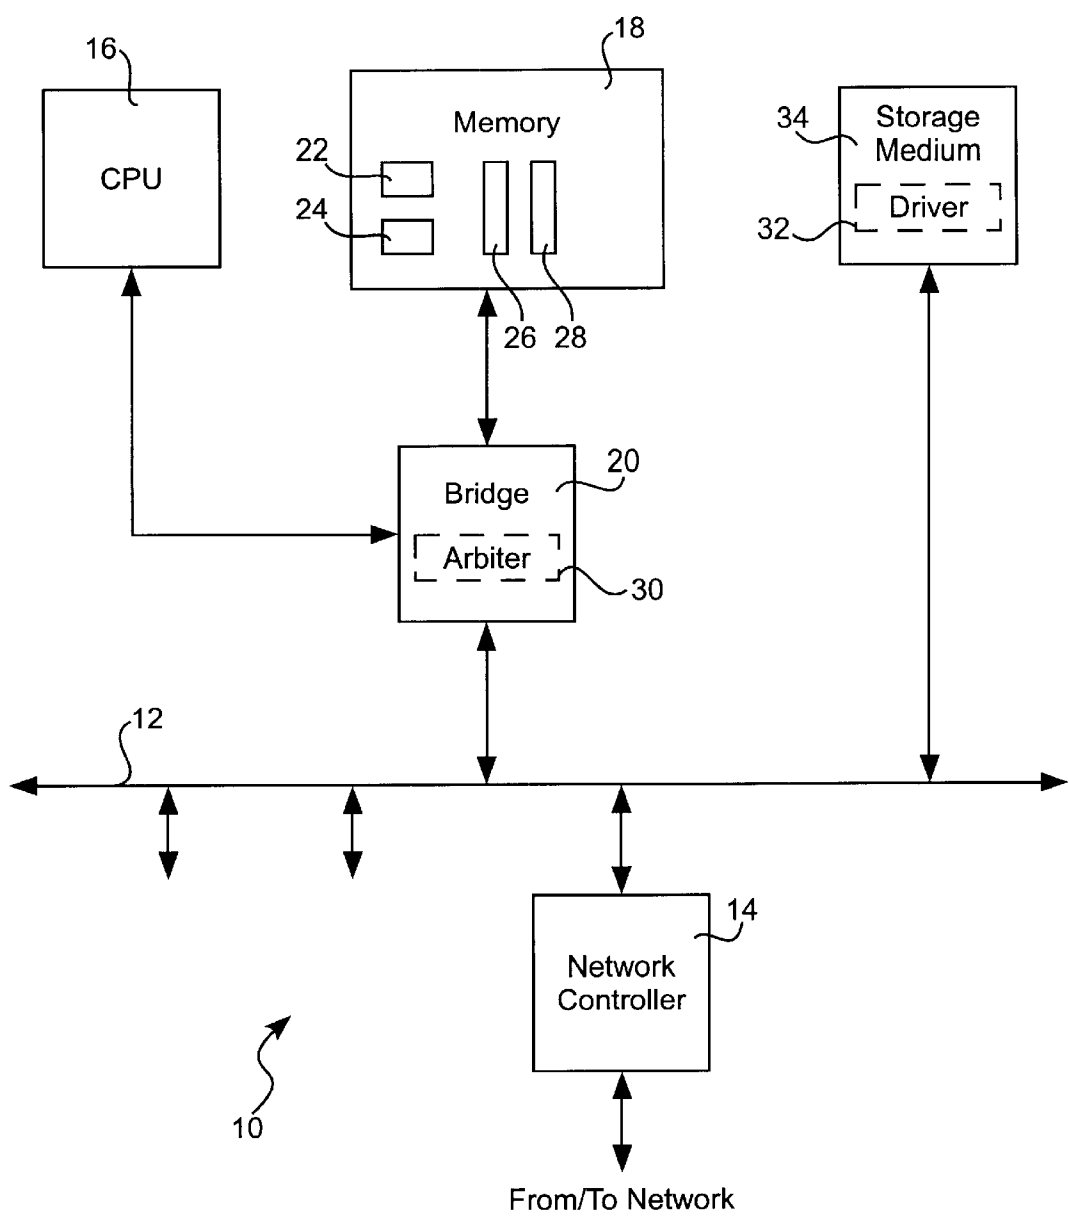 18
16
Memory
CPU
22
24
26
28
34
Storage
Medium
Driver
32
20
Bridge
Arbiter
30
12
14
Network
Controller
10
From/To Network